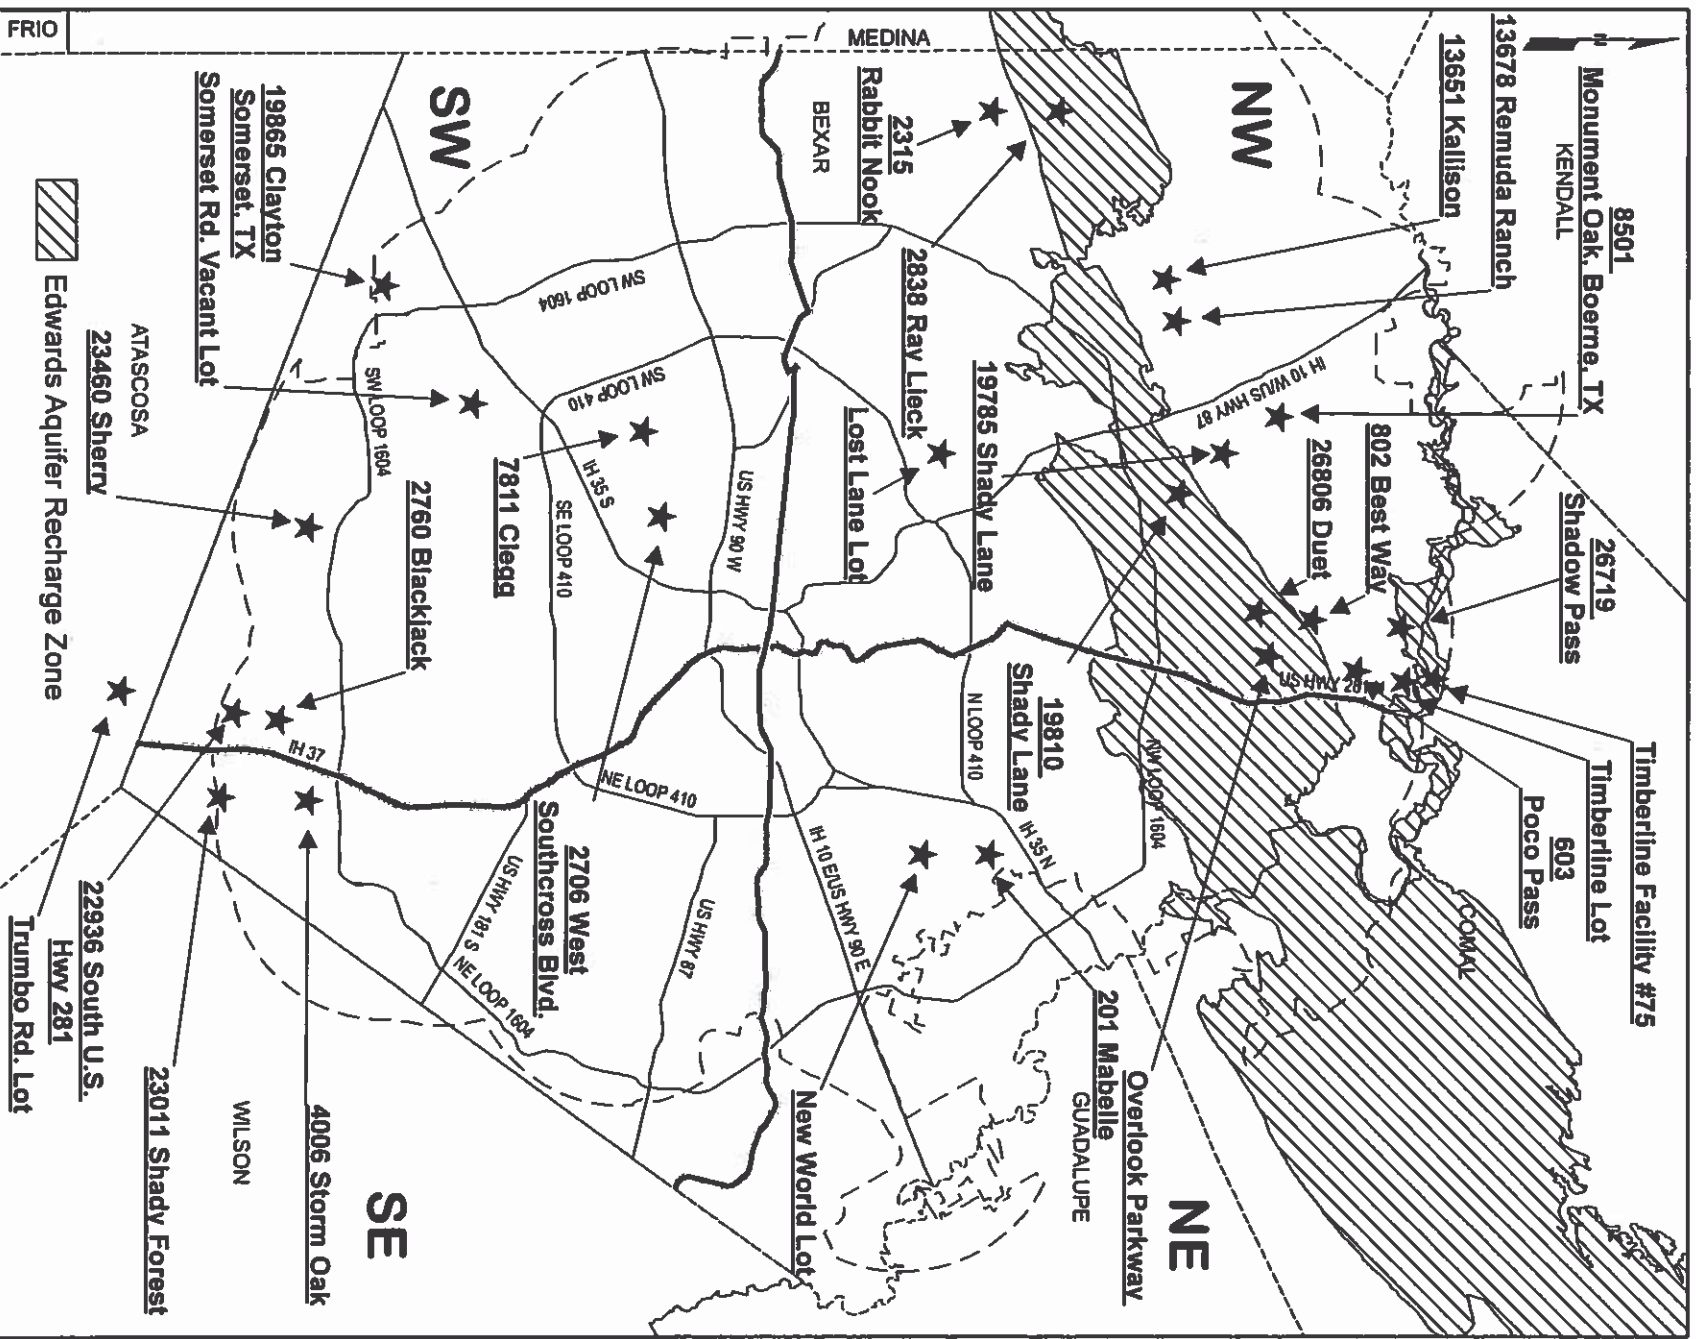 8501
Monument Oak, Boerne, TX
KENDALL
13678 Remuda Ranch
13651 Kallison
N
NW
MEDINA
2315
Rabbit Nook
BEXAR
2838 Ray Lieck
Lost Lane Lot
19785 Shady Lane
IH 10 W/US HWY 87
26806 Duet
802 Best Way
26719
Shadow Pass
Timberline Facility #75
Timberline Lot
603
Poco Pass
COMAL
US HWY 281
19810
Shady Lane
NW LOOP 1604
N LOOP 410
IH 35 N
NE
Overlook Parkway
201 Mabelle
GUADALUPE
New World Lot
IH 10 E/US HWY 90 E
SW
SW LOOP 1604
SW LOOP 410
US HWY 90 W
IH 35 S
7811 Clegg
SE LOOP 410
NE LOOP 410
US HWY 87
2706 West
Southcross Blvd.
US HWY 181 S
NE LOOP 1604
19865 Clayton
Somerset, TX
Somerset Rd. Vacant Lot
SW LOOP 1604
2760 Blackjack
IH 37
ATASCOSA
23460 Sherry
SE
4006 Storm Oak
WILSON
23011 Shady Forest
22936 South U.S.
Hwy 281
Trumbo Rd. Lot
FRIO
Edwards Aquifer Recharge Zone